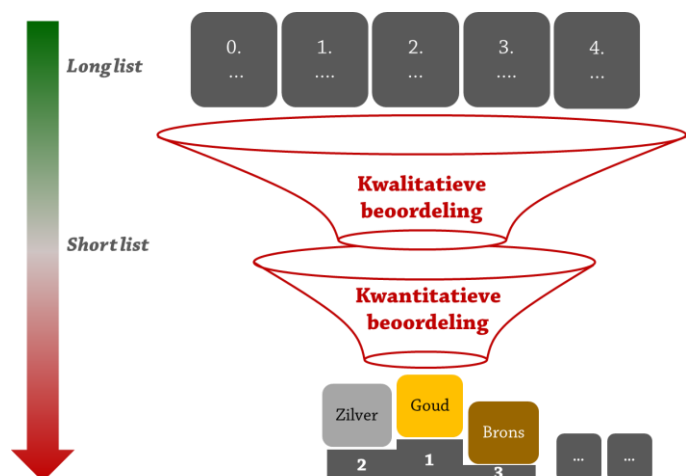 Long list
0.
...
1.
....
2.
...
3.
....
4.
...
Kwalitatieve
beoordeling
Short list
Kwantitatieve
beoordeling
Zilver
Goud
Brons
2
1
3
...
...